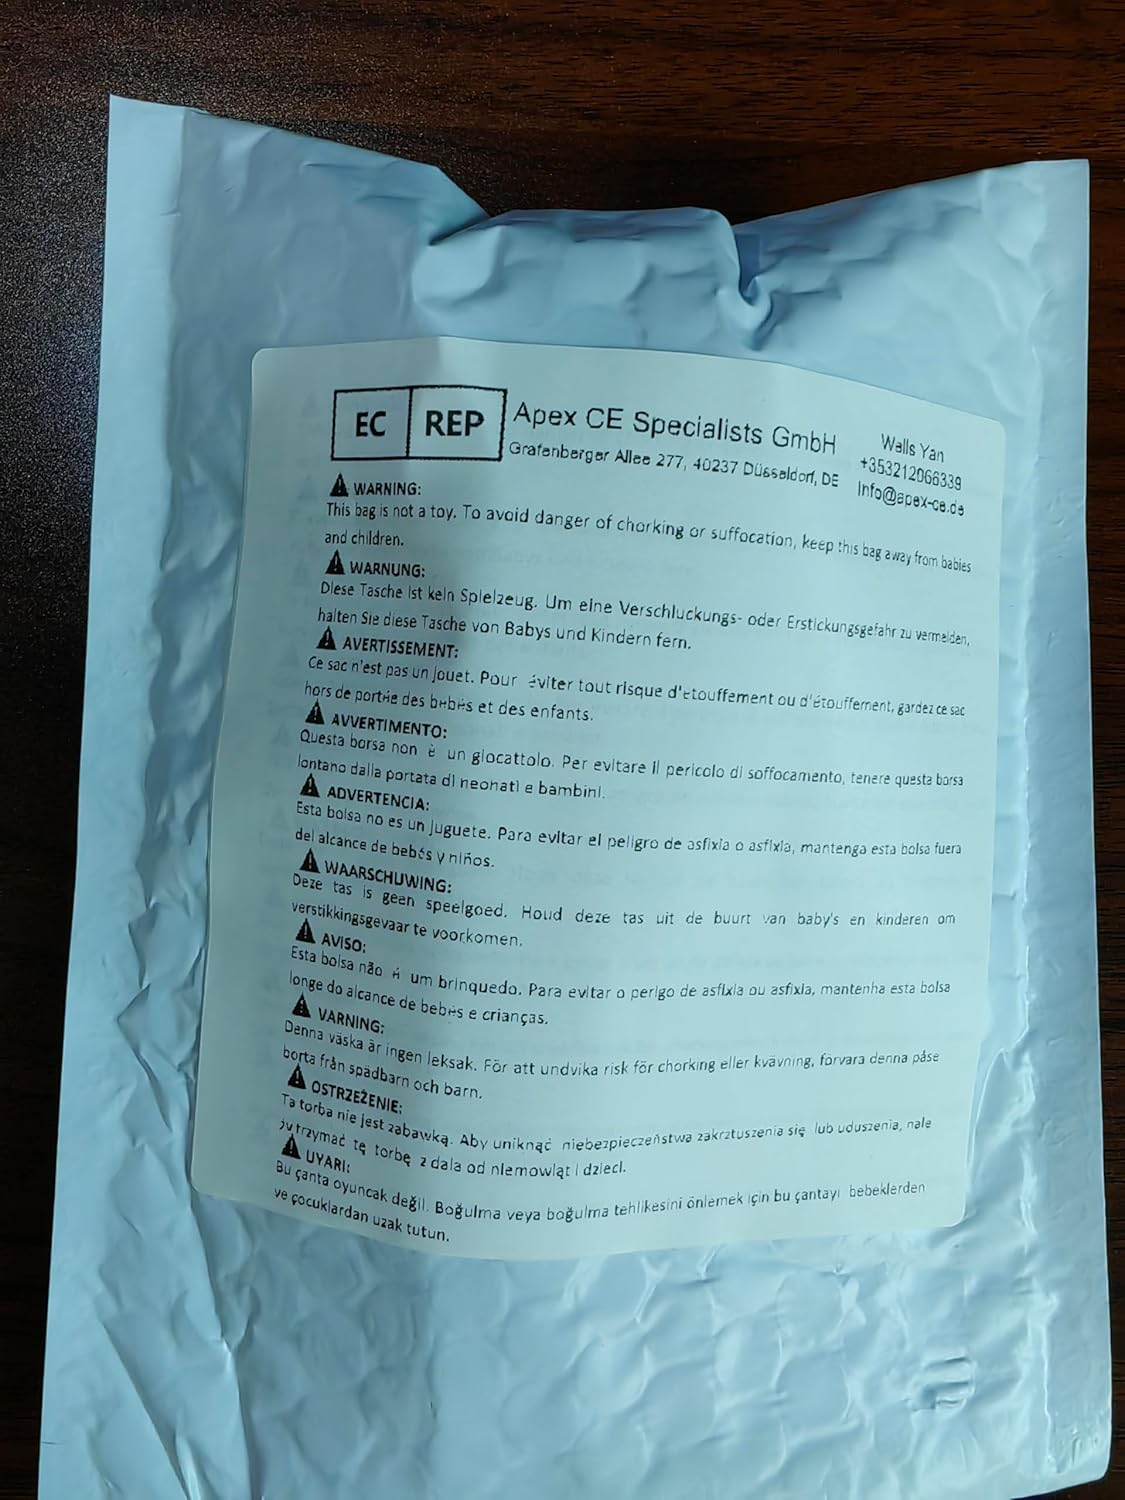 EC REP
Apex CE Specialists GmbH
Grafenberger Allee 277, 40237 Düsseldorf, DE
Walls Yan
+353212066339
Info@apex-ce.de
WARNING:
This bag is not a toy. To avoid danger of chorking or suffocation, keep this bag away from babies
and children.
WARNUNG:
Diese Tasche ist kein Spielzeug. Um eine Verschluckungs- oder Erstickungsgefahr zu vermeiden,
halten Sie diese Tasche von Babys und Kindern fern.
AVERTISSEMENT:
Ce sac n'est pas un jouet. Pour éviter tout risque d'étouffement ou d'étouffement, gardez ce sac
hors de portée des bébés et des enfants.
AVVERTIMENTO:
Questa borsa non è un giocattolo. Per evitare il pericolo di soffocamento, tenere questa borsa
lontano dalla portata di neonati e bambini.
ADVERTENCIA:
Esta bolsa no es un juguete. Para evitar el peligro de asfixia o asfixia, mantenga esta bolsa fuera
del alcance de bebés y niños.
WAARSCHUWING:
Deze tas is geen speelgoed. Houd deze tas uit de buurt van baby's en kinderen om
verstikkingsgevaar te voorkomen.
AVISO:
Esta bolsa não é um brinquedo. Para evitar o perigo de asfixia ou asfixia, mantenha esta bolsa
longe do alcance de bebés e crianças.
VARNING:
Denna väska är ingen leksak. För att undvika risk för chorking eller kvävning, förvara denna påse
borta från spädbarn och barn.
OSTRZEŻENIE:
Ta torba nie jest zabawką. Aby uniknąć niebezpieczeństwa zakrztuszenia się lub uduszenia, nale
ży trzymać tę torbę z dala od niemowląt i dzieci.
UYARI:
Bu çanta oyuncak değil. Boğulma veya boğulma tehlikesini önlemek için bu çantayı bebeklerden
ve çocuklardan uzak tutun.